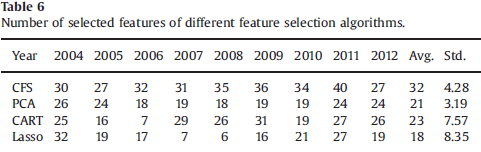 Table 6
Number of selected features of different feature selection algorithms.
Year 2004 2005 2006 2007 2008 2009 2010 2011 2012 Avg. Std.
CFS 30 27 32 31 35 36 34 40 27 32 4.28
PCA 26 24 18 19 18 19 19 24 24 21 3.19
CART 25 16 7 29 26 31 19 27 26 23 7.57
Lasso 32 19 17 7 6 16 21 27 19 18 8.35